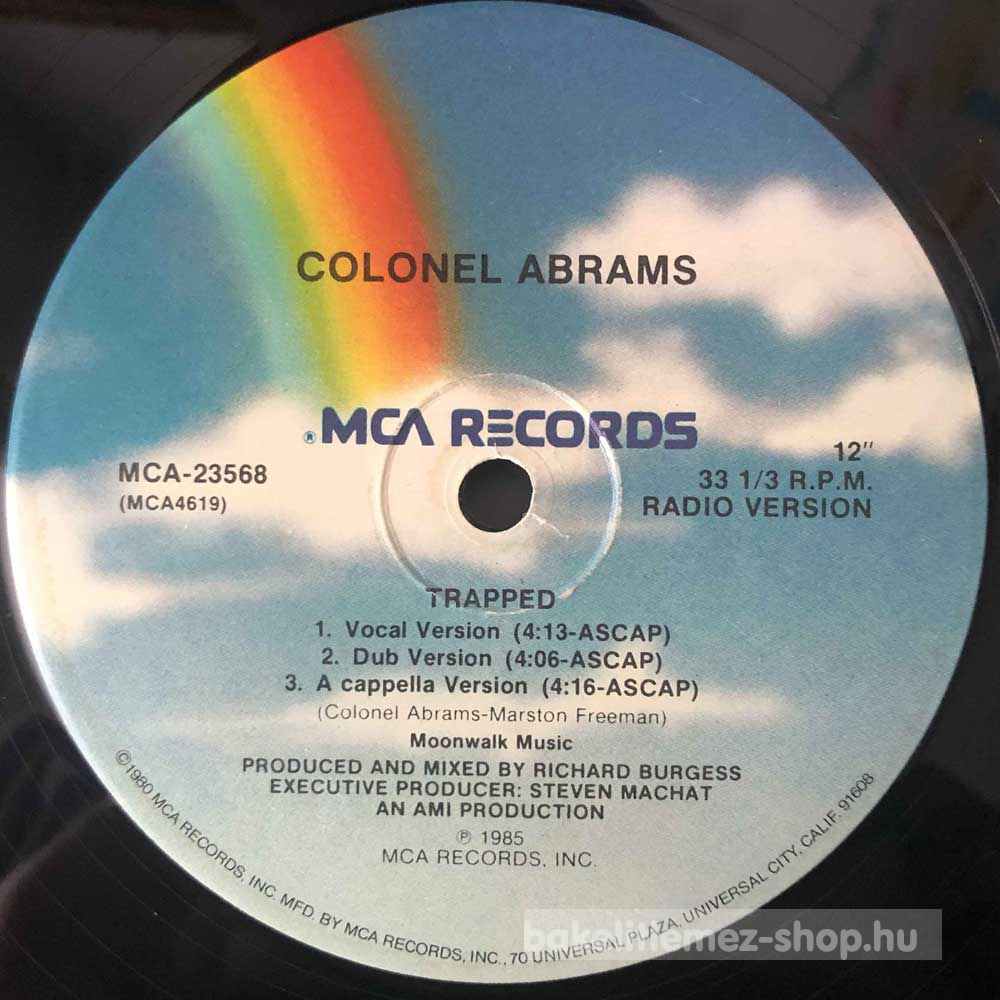 COLONEL ABRAMS
® MCA RECORDS
MCA-23568
(MCA4619)
12"
33 1/3 R.P.M.
RADIO VERSION
TRAPPED
1. Vocal Version (4:13-ASCAP)
2. Dub Version (4:06-ASCAP)
3. A cappella Version (4:16-ASCAP)
(Colonel Abrams-Marston Freeman)
Moonwalk Music
PRODUCED AND MIXED BY RICHARD BURGESS
EXECUTIVE PRODUCER: STEVEN MACHAT
AN AMI PRODUCTION
℗ 1985
MCA RECORDS, INC.
©1980 MCA RECORDS, INC. MFD. BY MCA RECORDS, INC., 70 UNIVERSAL PLAZA, UNIVERSAL CITY, CALIF. 91608
bakelitlemez-shop.hu